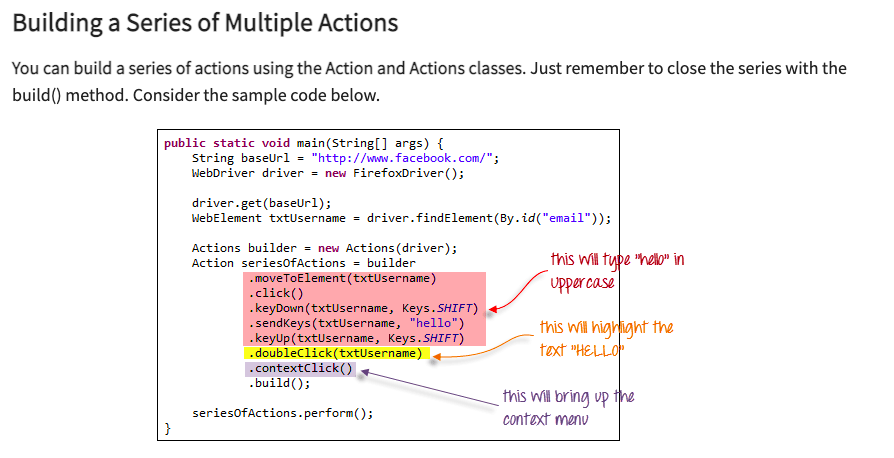 Building a Series of Multiple Actions
You can build a series of actions using the Action and Actions classes. Just remember to close the series with the
build() method. Consider the sample code below.
public static void main(String[] args) {
String baseUrl = "http://www.facebook.com/";
WebDriver driver = new FirefoxDriver();
driver.get(baseUrl);
WebElement txtUsername = driver.findElement(By.id("email"));
Actions builder = new Actions(driver);
Action seriesOfActions = builder
.moveToElement(txtUsername)
.click()
.keyDown(txtUsername, Keys.SHIFT)
.sendKeys(txtUsername, "hello")
.keyUp(txtUsername, Keys.SHIFT)
.doubleClick(txtUsername)
.contextClick()
.build();
seriesOfActions.perform();
}
this will type "hello" in
uppercase
this will highlight the
text "HELLO"
this will bring up the
context menu